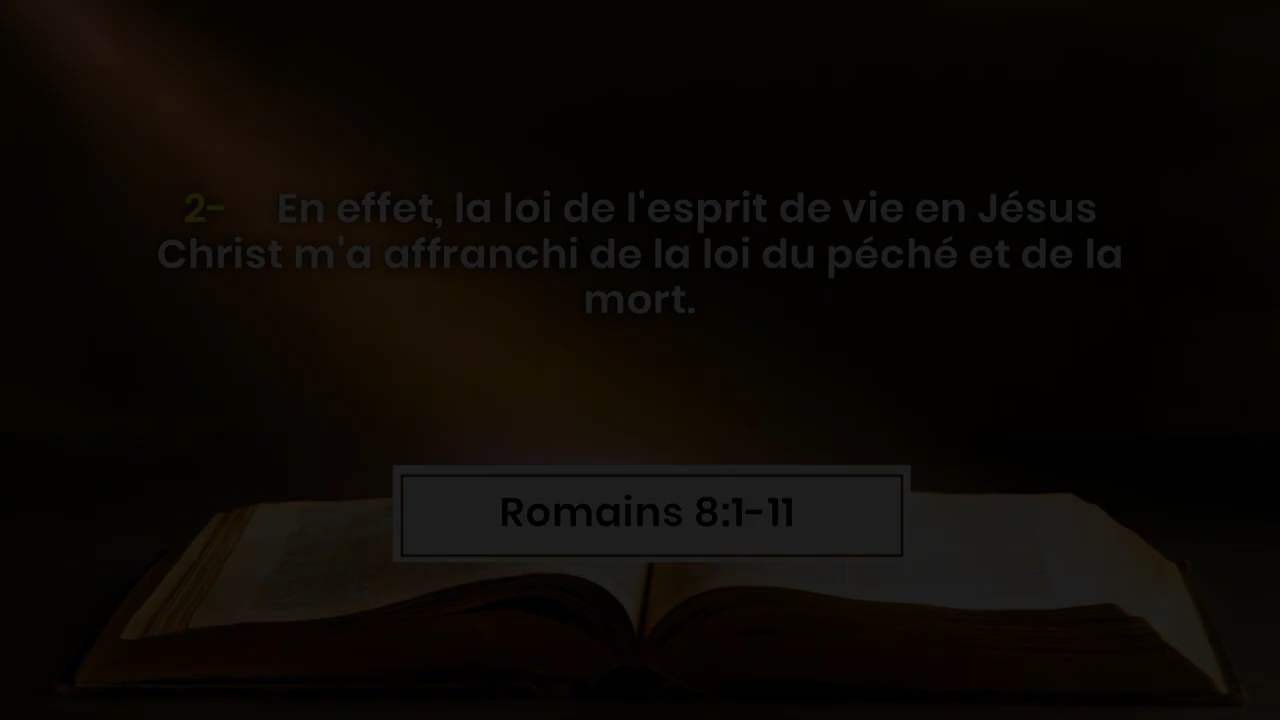 2- En effet, la loi de l'esprit de vie en Jésus
Christ m'a affranchi de la loi du péché et de la
mort.
Romains 8:1-11